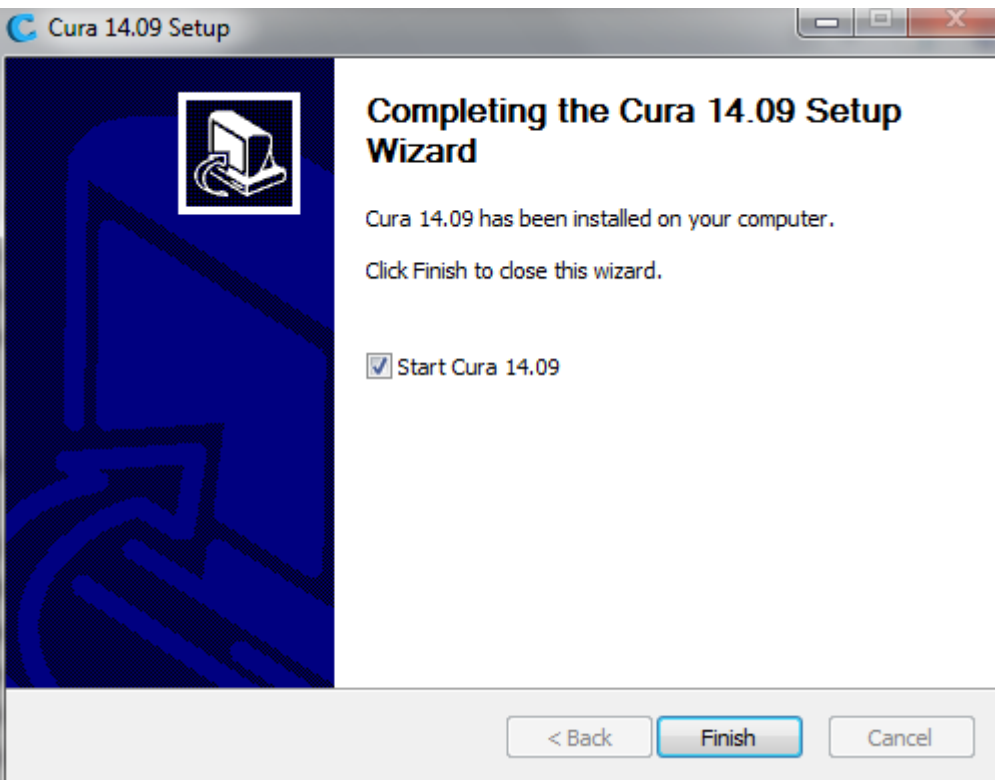 Cura 14.09 Setup
Completing the Cura 14.09 Setup
Wizard
Cura 14.09 has been installed on your computer.
Click Finish to close this wizard.
Start Cura 14.09
< Back
Finish
Cancel